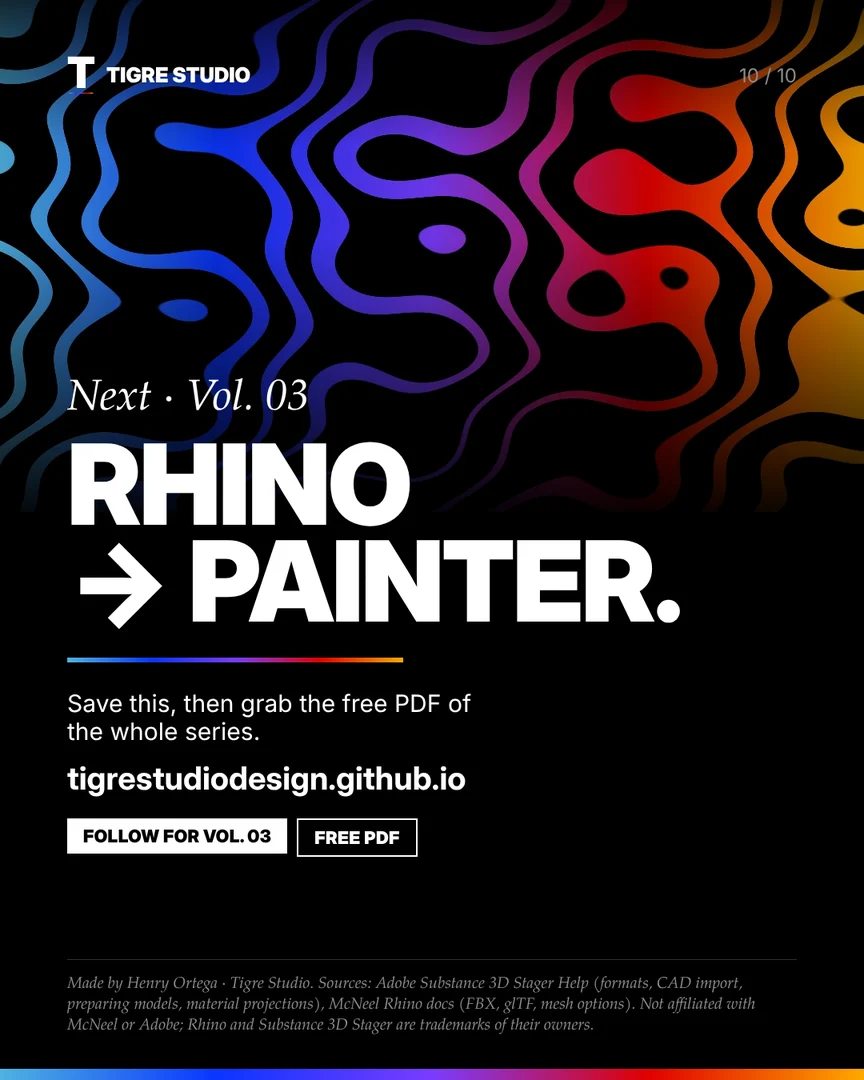 T TIGRE STUDIO
10 / 10
Next · Vol. 03
RHINO
→ PAINTER.
Save this, then grab the free PDF of
the whole series.
tigrestudiodesign.github.io
FOLLOW FOR VOL. 03
FREE PDF
Made by Henry Ortega · Tigre Studio. Sources: Adobe Substance 3D Stager Help (formats, CAD import,
preparing models, material projections), McNeel Rhino docs (FBX, glTF, mesh options). Not affiliated with
McNeel or Adobe; Rhino and Substance 3D Stager are trademarks of their owners.